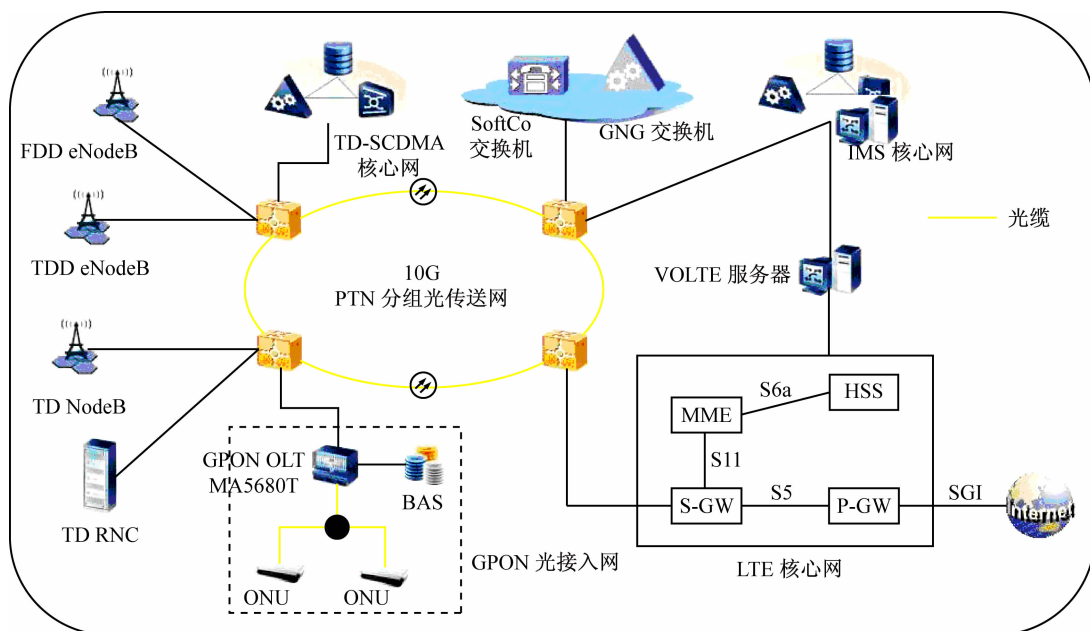 FDD eNodeB
TD-SCDMA
核心网
SoftCo
交换机
GNG 交换机
IMS 核心网
TDD eNodeB
光缆
10G
PTN 分组光传送网
VOLTE 服务器
TD NodeB
S6a
HSS
MME
S11
GPON OLT
MA5680T
BAS
S-GW
S5
P-GW
SGI
Internet
TD RNC
GPON 光接入网
LTE 核心网
ONU
ONU